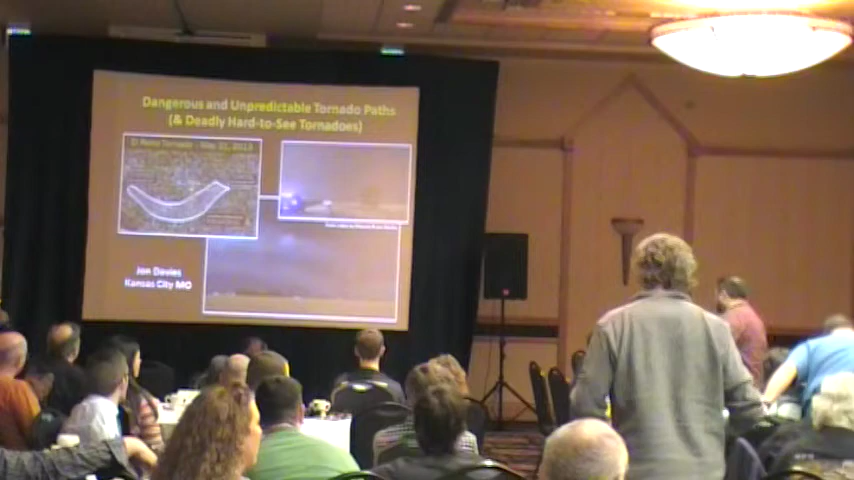 Dangerous and Unpredictable Tornado Paths
(& Deadly Hard-to-See Tornadoes)
El Reno Tornado - May 31, 2013
Jon Davies
Kansas City MO